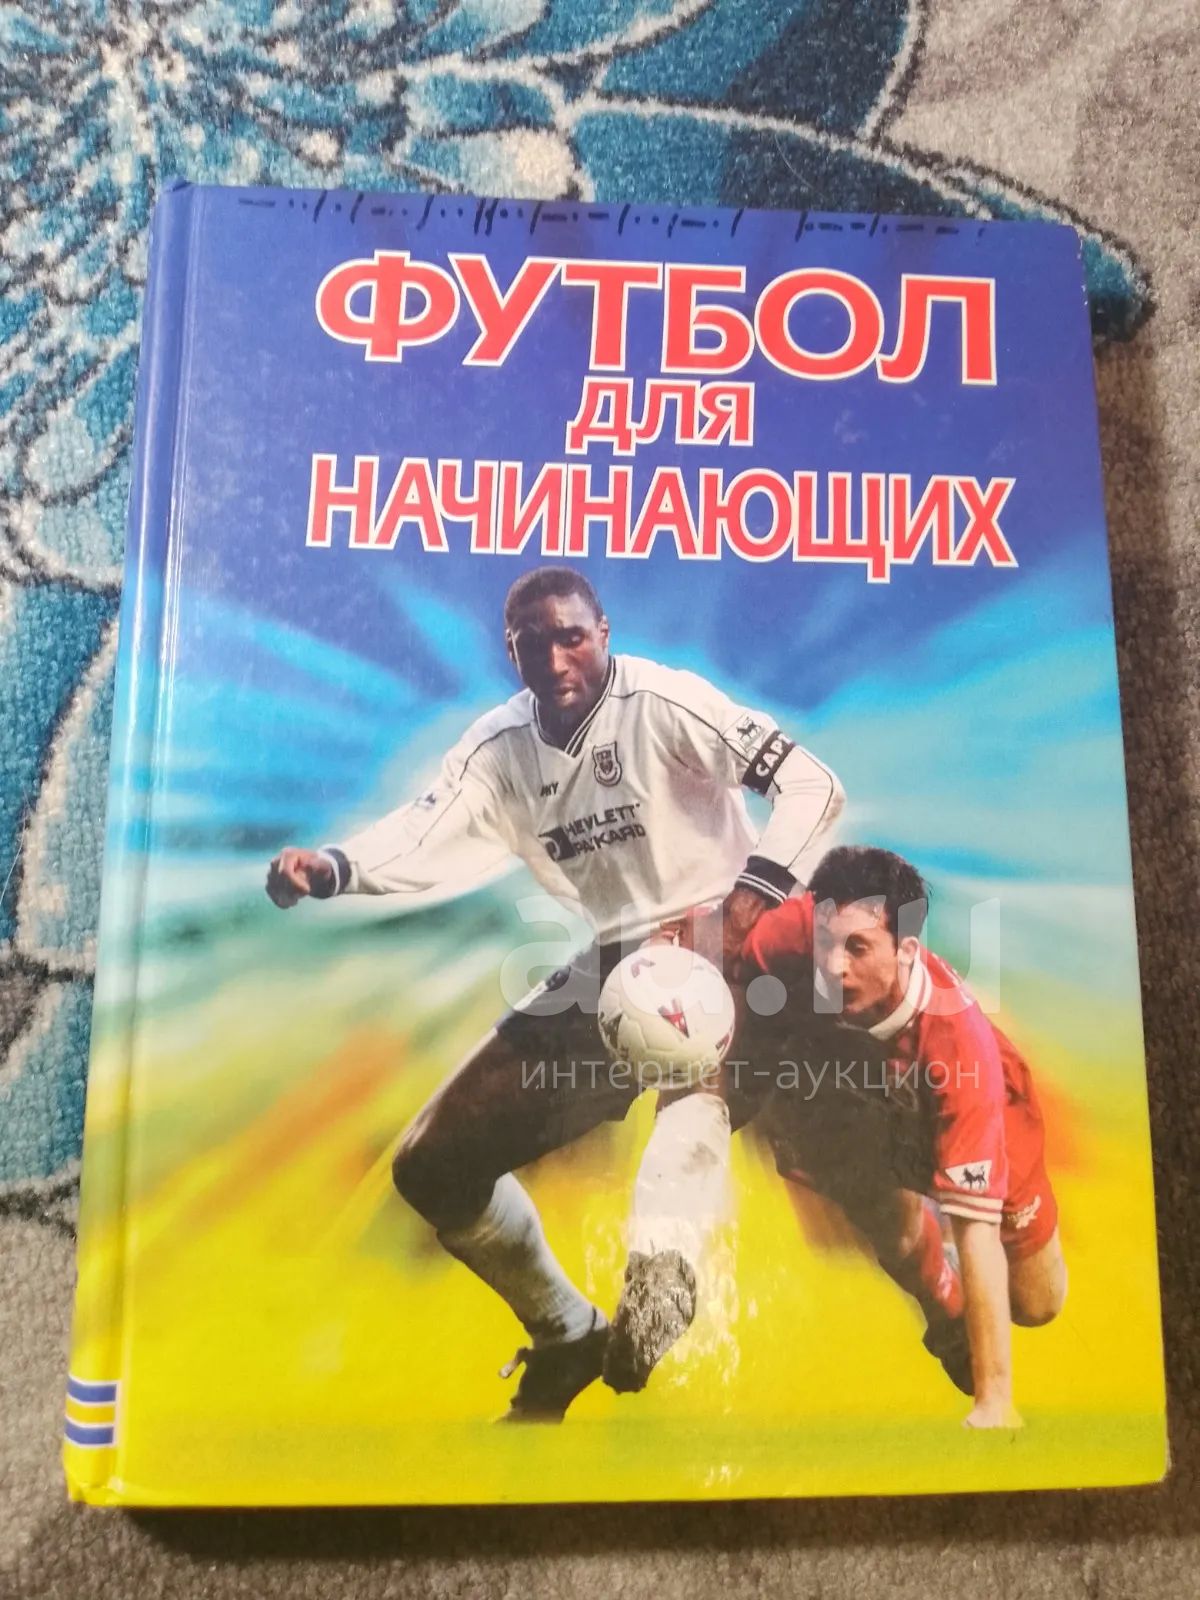 ФУТБОЛ
ДЛЯ
НАЧИНАЮЩИХ
CAPT
HEWLETT
PACKARD
au.ru
интернет-аукцион